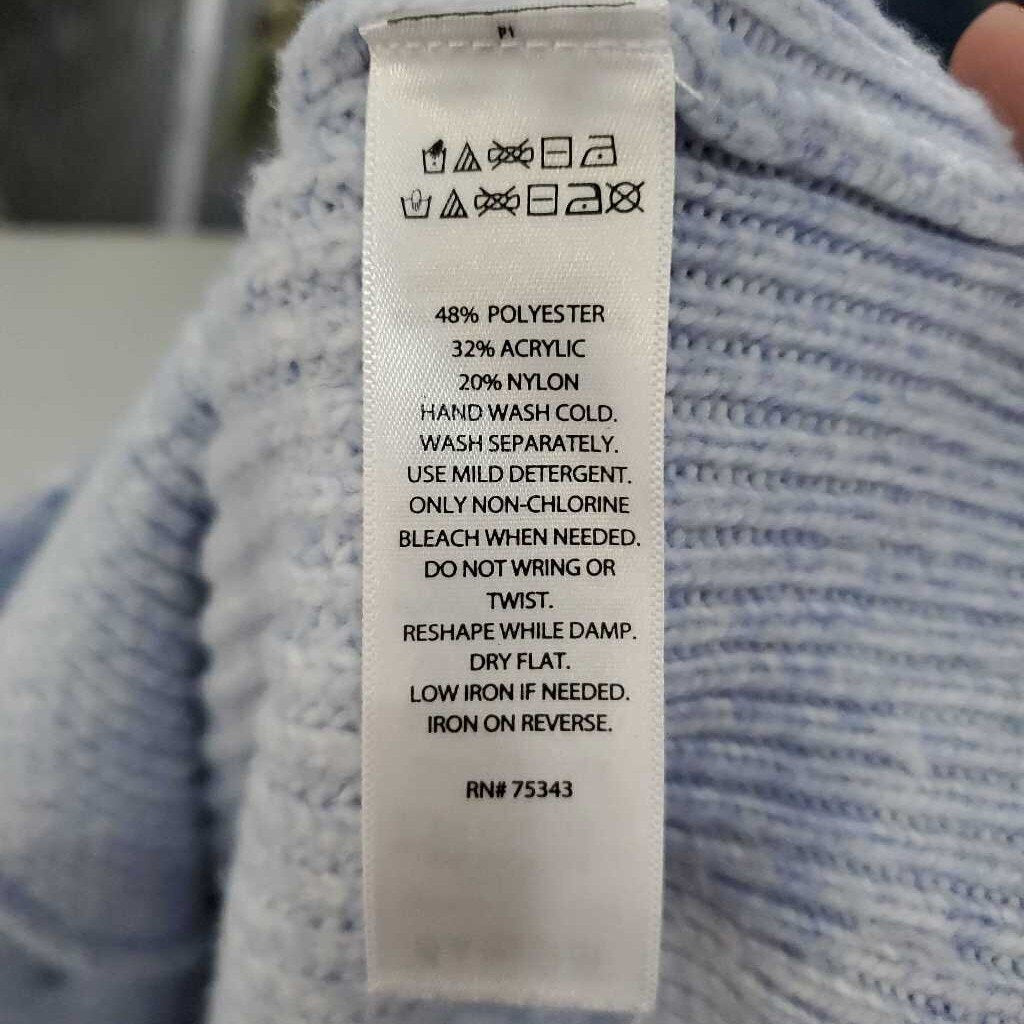 48% POLYESTER
32% ACRYLIC
20% NYLON
HAND WASH COLD.
WASH SEPARATELY.
USE MILD DETERGENT.
ONLY NON-CHLORINE
BLEACH WHEN NEEDED.
DO NOT WRING OR
TWIST.
RESHAPE WHILE DAMP.
DRY FLAT.
LOW IRON IF NEEDED.
IRON ON REVERSE.
RN# 75343